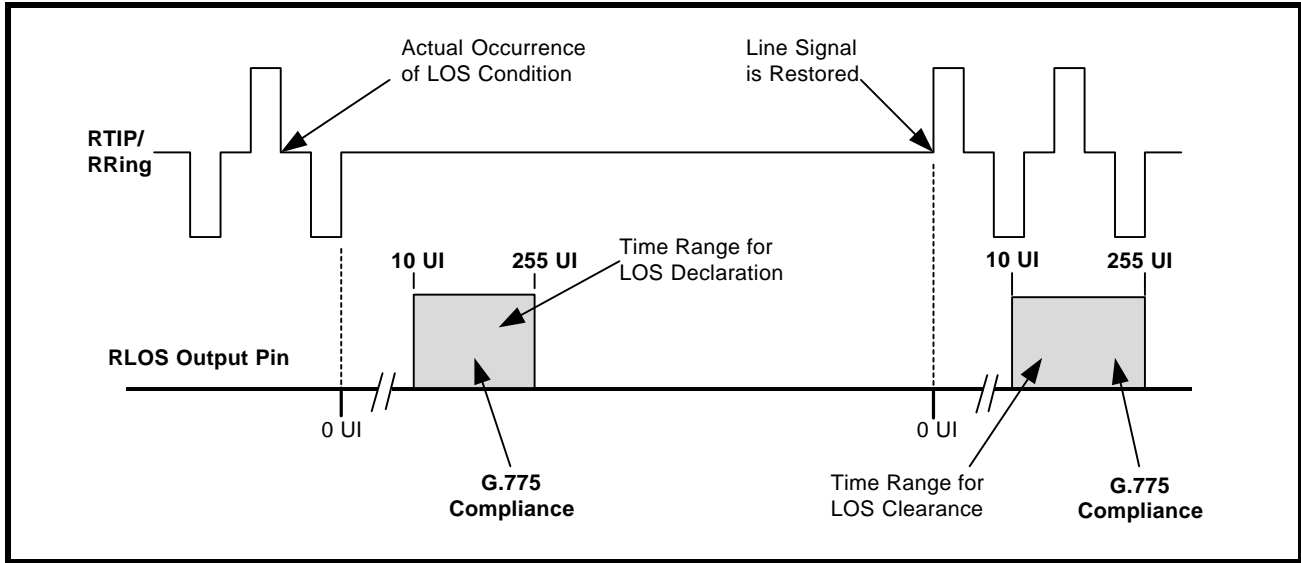 Actual Occurrence
of LOS Condition
Line Signal
is Restored
RTIP/
RRing
Time Range for
LOS Declaration
10 UI
255 UI
10 UI
255 UI
RLOS Output Pin
0 UI
0 UI
G.775
Compliance
Time Range for
LOS Clearance
G.775
Compliance